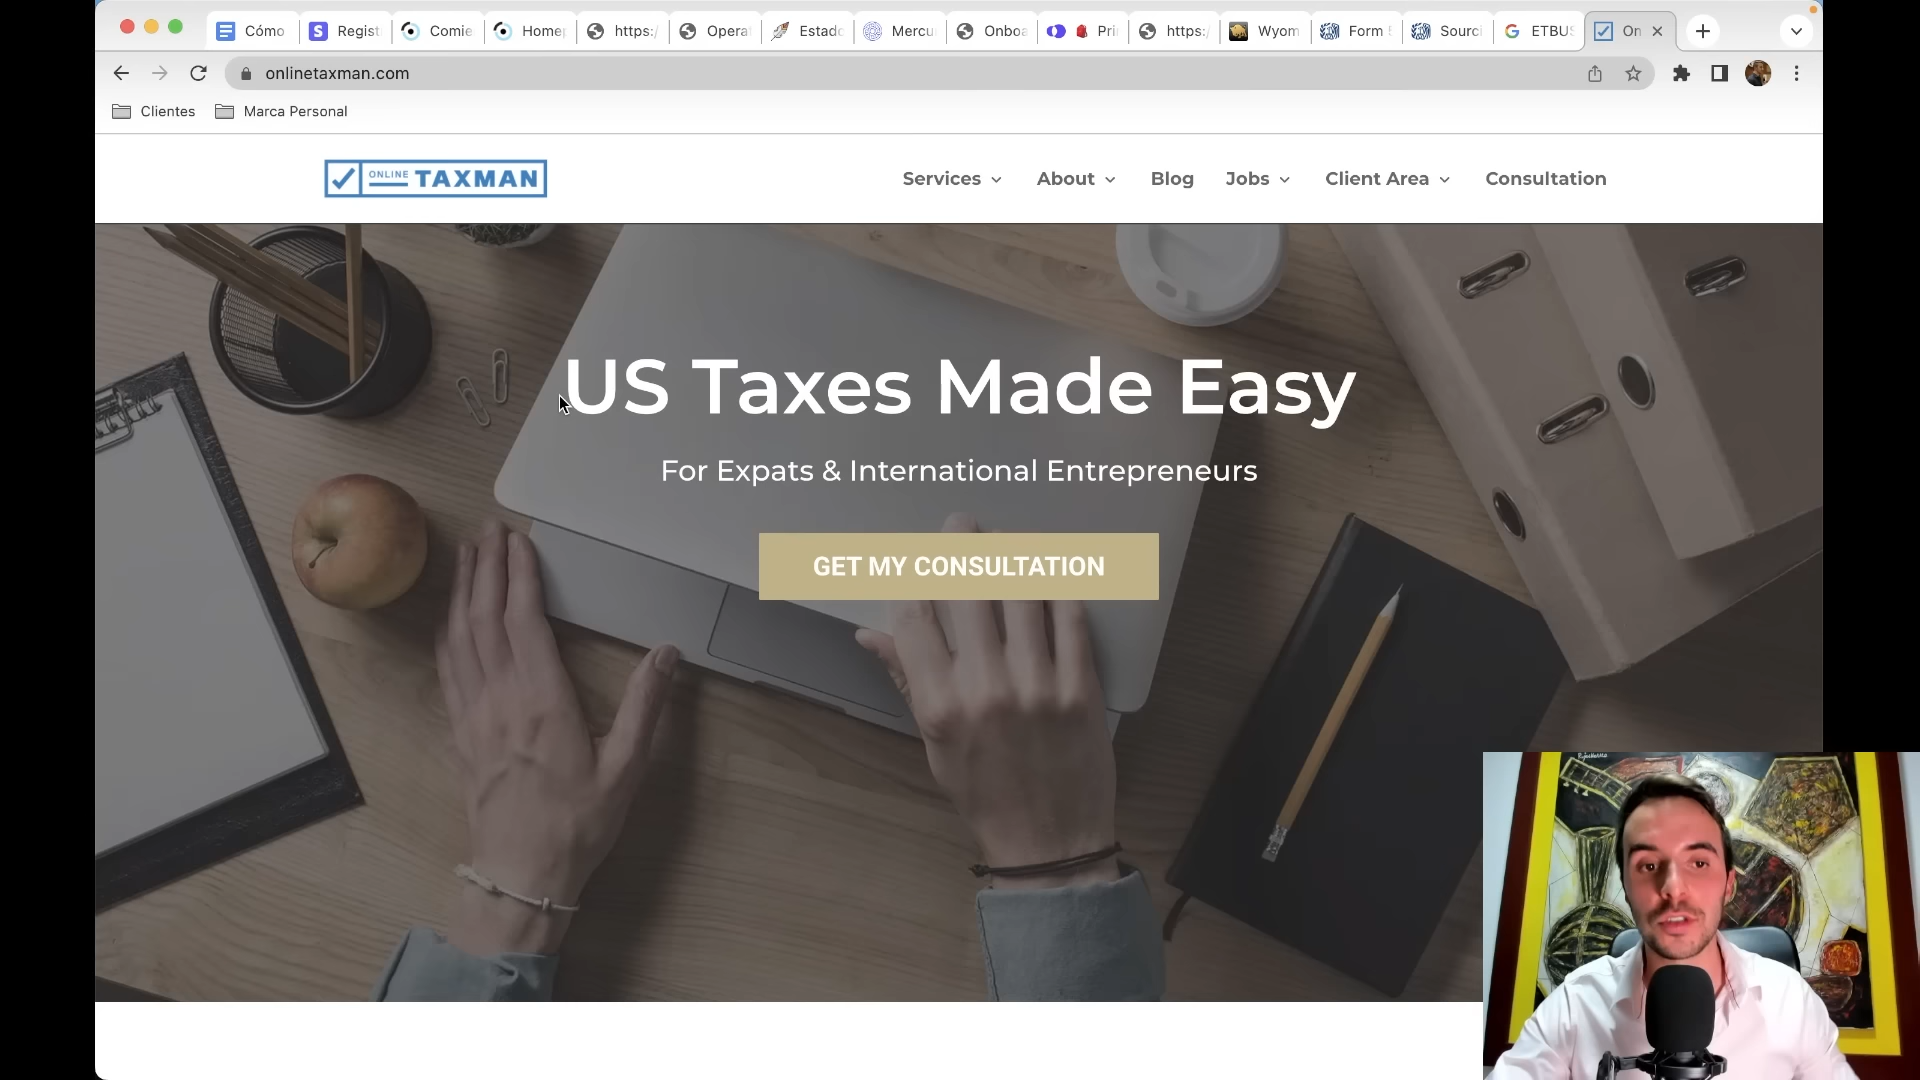 Cómo
Regist
Comie
Home
https:/
Opera
Estado
Mercu
Onboa
Pri
https:/
Wyom
Form
Sourci
ETBUS
On
onlinetaxman.com
Clientes
Marca Personal
ONLINE TAXMAN
Services
About
Blog
Jobs
Client Area
Consultation
US Taxes Made Easy
For Expats & International Entrepreneurs
GET MY CONSULTATION